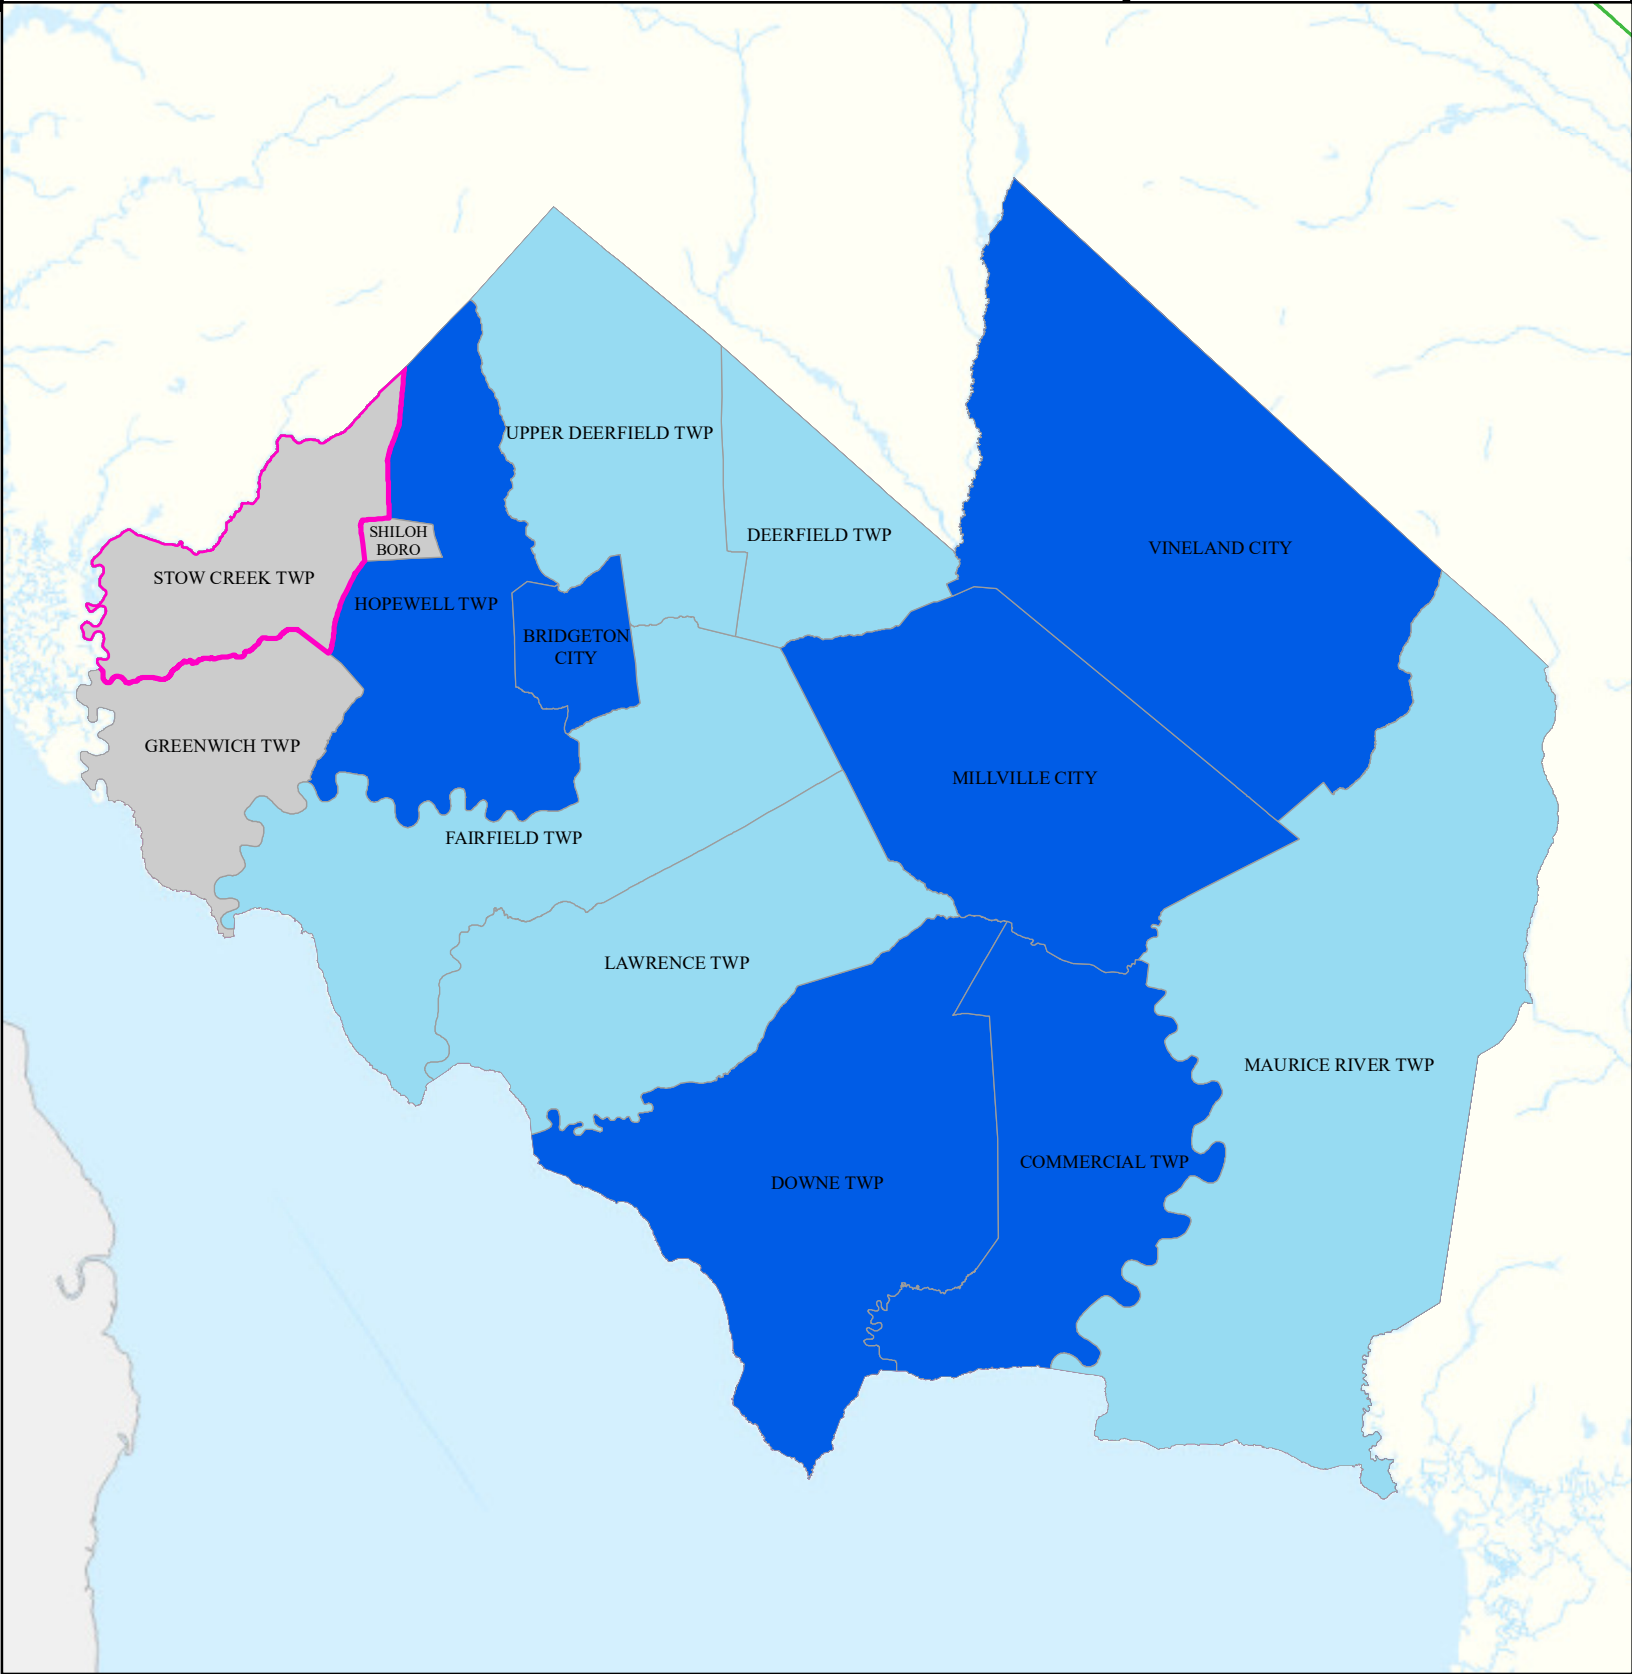 UPPER DEERFIELD TWP
DEERFIELD TWP
SHILOH
BORO
VINELAND CITY
STOW CREEK TWP
HOPEWELL TWP
BRIDGETON
CITY
GREENWICH TWP
MILLVILLE CITY
FAIRFIELD TWP
LAWRENCE TWP
MAURICE RIVER TWP
COMMERCIAL TWP
DOWNE TWP